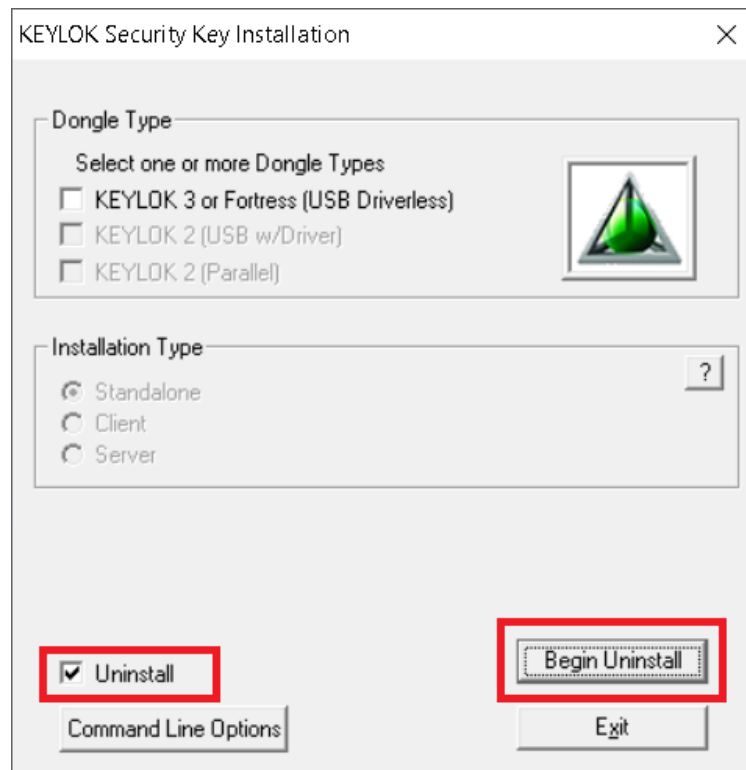 KEYLOK Security Key Installation
Dongle Type
Select one or more Dongle Types
KEYLOK 3 or Fortress (USB Driverless)
KEYLOK 2 (USB w/Driver)
KEYLOK 2 (Parallel)
Installation Type
?
Standalone
Client
Server
Uninstall
Begin Uninstall
Command Line Options
Exit